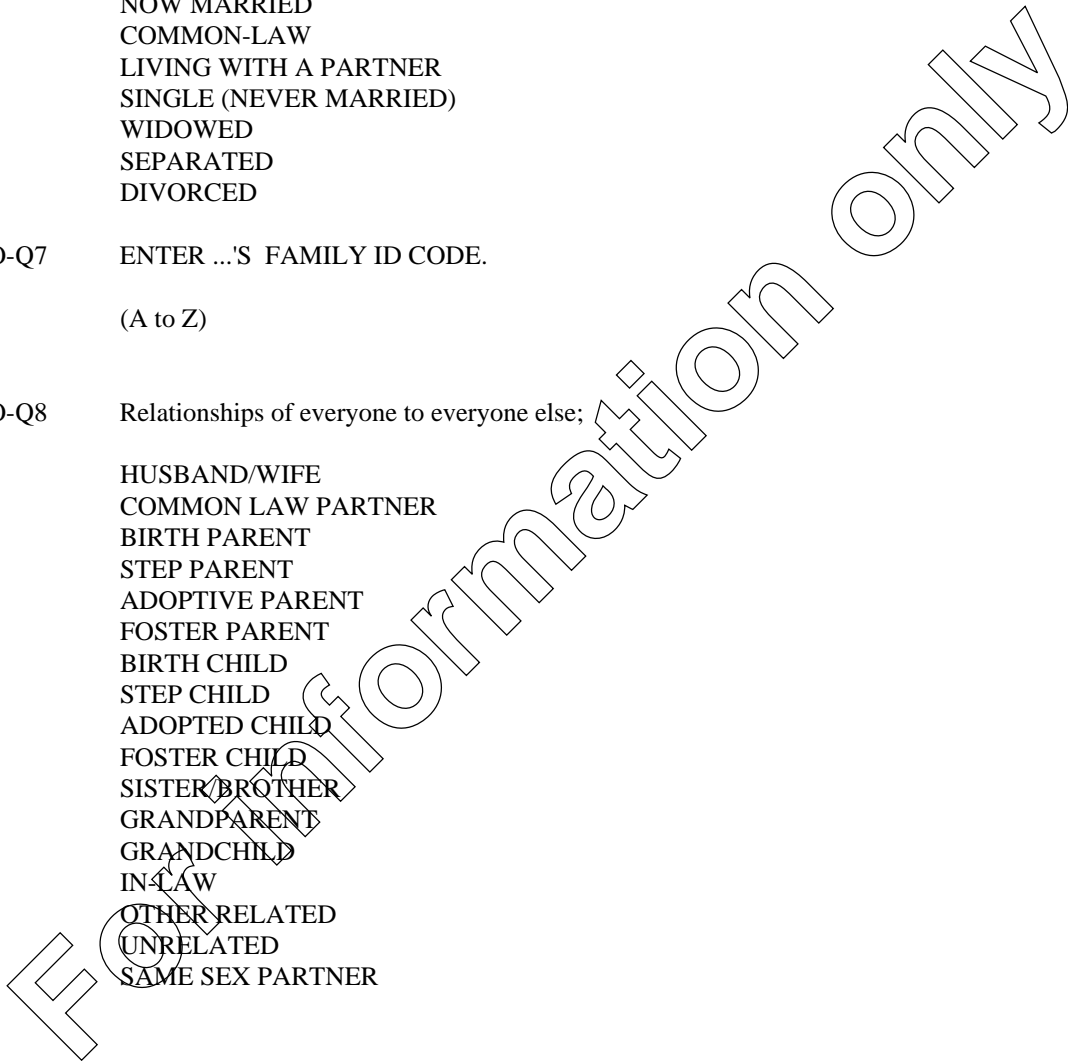 NOW MARRIED
COMMON-LAW
LIVING WITH A PARTNER
SINGLE (NEVER MARRIED)
WIDOWED
SEPARATED
DIVORCED
-Q7 ENTER ...'S FAMILY ID CODE.
(A to Z)
-Q8 Relationships of everyone to everyone else;
HUSBAND/WIFE
COMMON LAW PARTNER
BIRTH PARENT
STEP PARENT
ADOPTIVE PARENT
FOSTER PARENT
BIRTH CHILD
STEP CHILD
ADOPTED CHILD
FOSTER CHILD
SISTER/BROTHER
GRANDPARENT
GRANDCHILD
IN-LAW
OTHER RELATED
UNRELATED
SAME SEX PARTNER
For information only